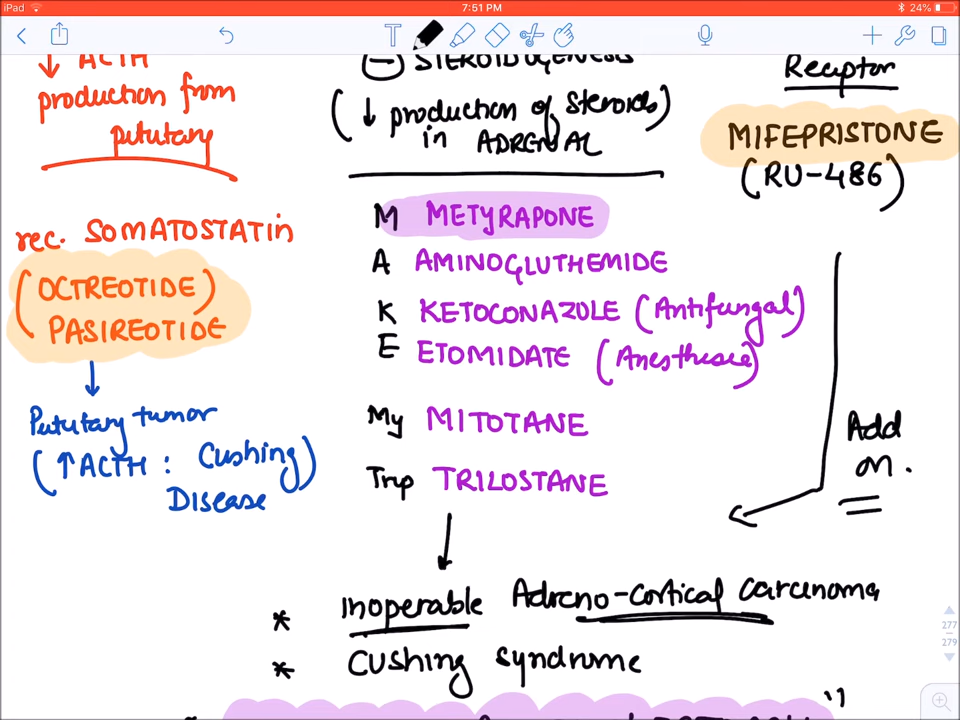 iPad
7:51 PM
24%
T
↓ ACTH
production from
pitutary
rec. SOMATOSTATin
(OCTREOTIDE)
PASIREOTIDE
Pututary tumor
(↑ACTH : Cushing)
Disease
⊖ STEROIDOGENESIS
(↓ production of steroids)
in ADRENAL
M METYRAPONE
A AMINOGLUTHEMIDE
K KETOCONAZOLE (Antifungal)
E ETOMIDATE (Anesthesia)
My MITOTANE
Trip TRILOSTANE
* Inoperable Adreno-cortical carcinoma
* Cushing syndrome
Receptor
MIFEPRISTONE
(RU-486)
Add
on.
277
279